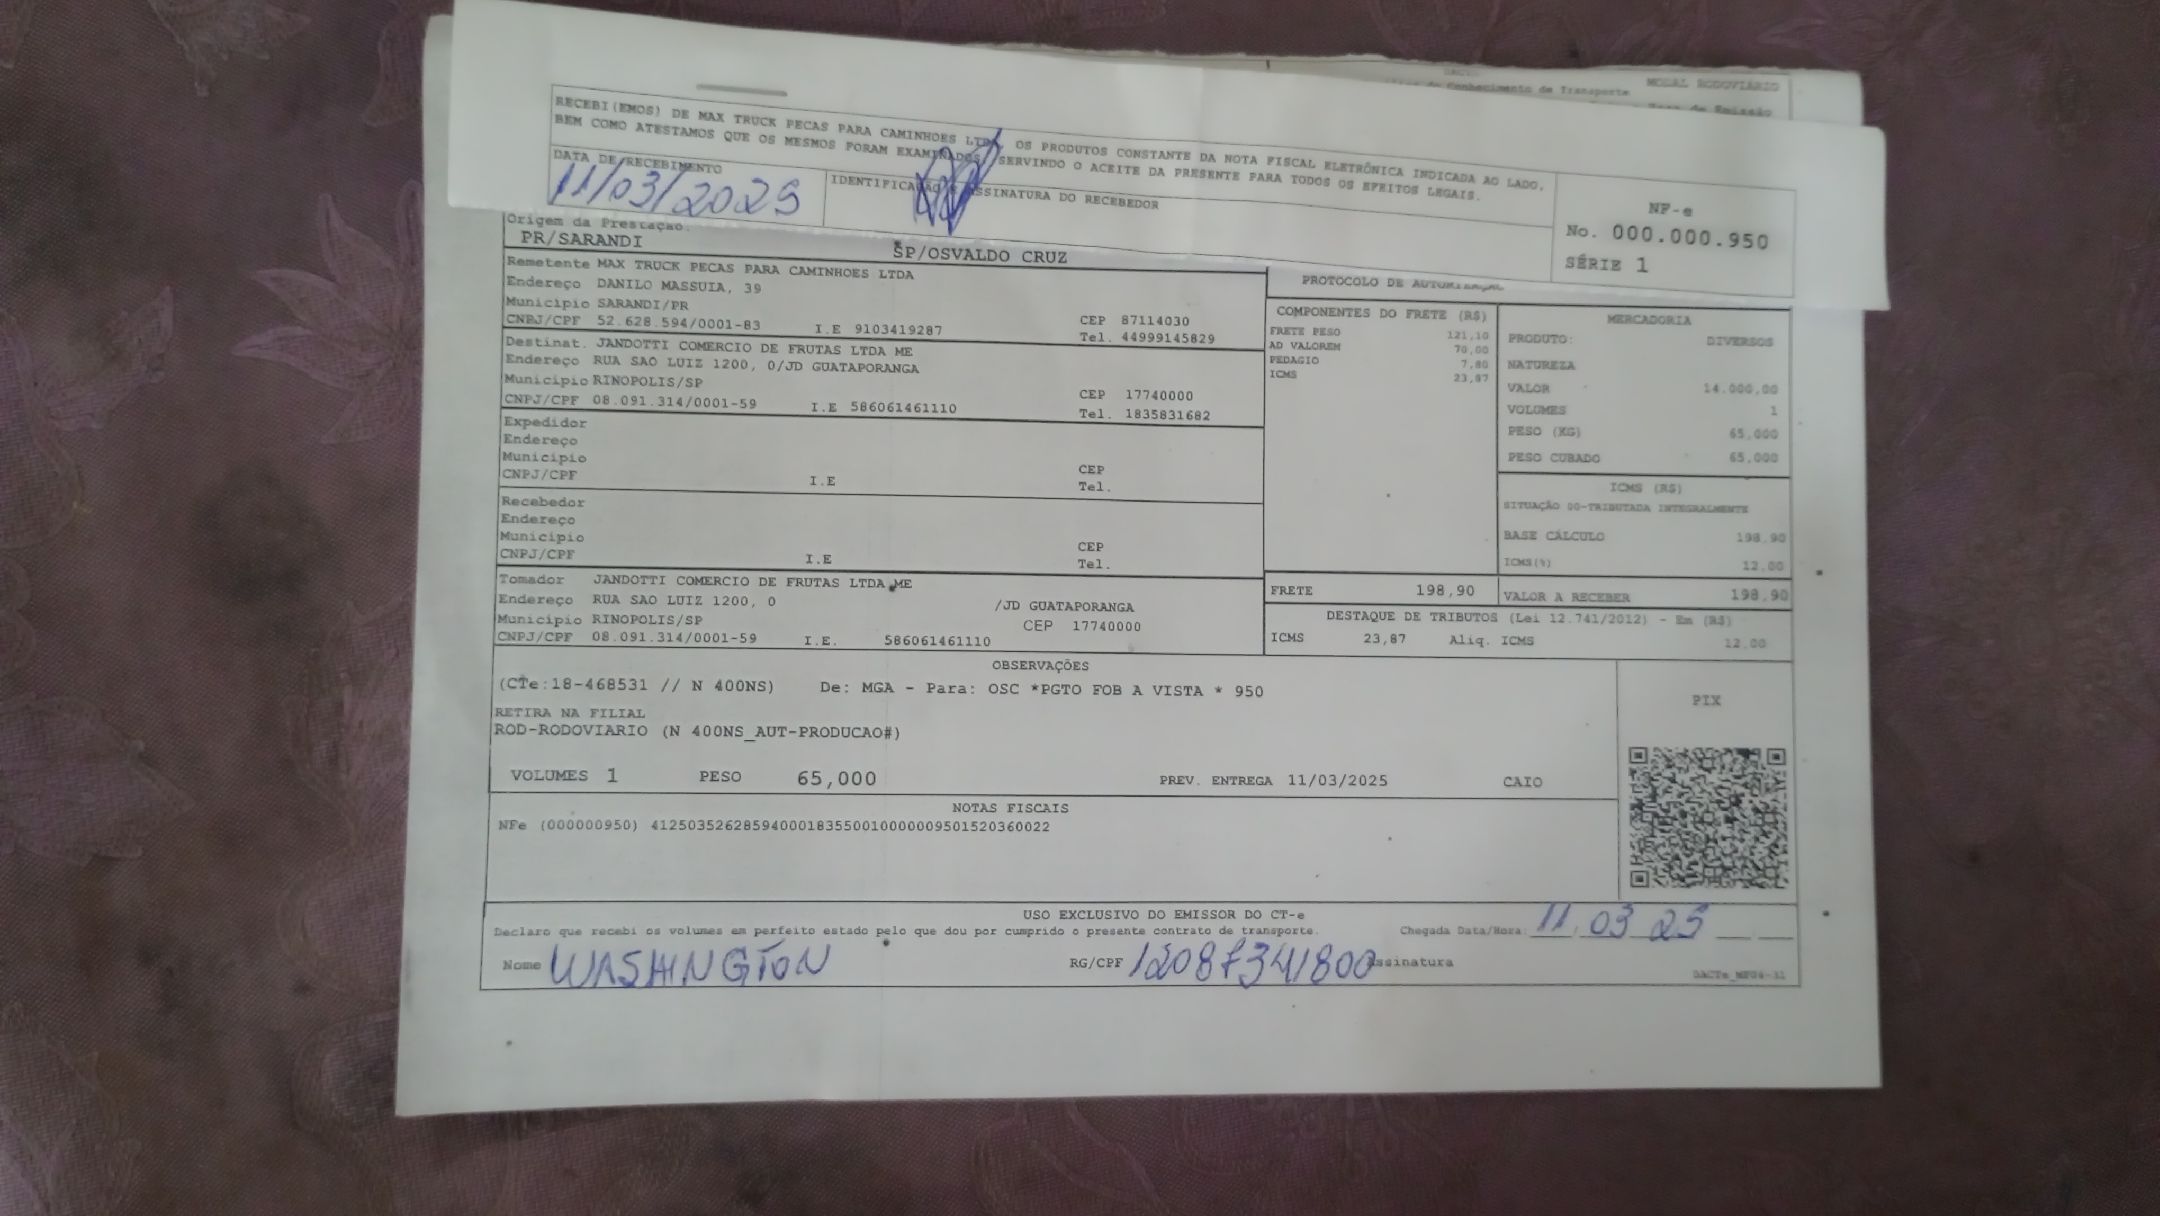 Conhecimento de Transporte MODAL RODOVIÁRIO
RECEBI(EMOS) DE MAX TRUCK PECAS PARA CAMINHOES LTDA, OS PRODUTOS CONSTANTE DA NOTA FISCAL ELETRÔNICA INDICADA AO LADO,
BEM COMO ATESTAMOS QUE OS MESMOS FORAM EXAMINADOS, SERVINDO O ACEITE DA PRESENTE PARA TODOS OS EFEITOS LEGAIS.
DATA DE RECEBIMENTO
11/03/2025
IDENTIFICAÇÃO E ASSINATURA DO RECEBEDOR
NF-e
No. 000.000.950
SÉRIE 1
Origem da Prestação.
PR/SARANDI SP/OSVALDO CRUZ
Remetente MAX TRUCK PECAS PARA CAMINHOES LTDA
Endereço DANILO MASSUIA, 39
Municipio SARANDI/PR CEP 87114030
CNPJ/CPF 52.628.594/0001-83 I.E 9103419287 Tel. 44999145829
Destinat. JANDOTTI COMERCIO DE FRUTAS LTDA ME
Endereço RUA SAO LUIZ 1200, 0/JD GUATAPORANGA
Municipio RINOPOLIS/SP CEP 17740000
CNPJ/CPF 08.091.314/0001-59 I.E 586061461110 Tel. 1835831682
Expedidor
Endereço
Municipio CEP
CNPJ/CPF I.E Tel.
Recebedor
Endereço
Municipio CEP
CNPJ/CPF I.E Tel.
Tomador JANDOTTI COMERCIO DE FRUTAS LTDA ME
Endereço RUA SAO LUIZ 1200, 0 /JD GUATAPORANGA
Municipio RINOPOLIS/SP CEP 17740000
CNPJ/CPF 08.091.314/0001-59 I.E. 586061461110
PROTOCOLO DE AUTORIZAÇÃO
COMPONENTES DO FRETE (R$)
FRETE PESO 121,10
AD VALOREM 70,00
PEDAGIO 7,80
ICMS 23,87
MERCADORIA
PRODUTO: DIVERSOS
NATUREZA
VALOR 14.000,00
VOLUMES 1
PESO (KG) 65,000
PESO CUBADO 65,000
ICMS (R$)
SITUAÇÃO 00-TRIBUTADA INTEGRALMENTE
BASE CÁLCULO 198,90
ICMS(%) 12,00
FRETE 198,90 VALOR A RECEBER 198,90
DESTAQUE DE TRIBUTOS (Lei 12.741/2012) - Em (R$)
ICMS 23,87 Aliq. ICMS 12,00
OBSERVAÇÕES
(CTe:18-468531 // N 400NS) De: MGA - Para: OSC *PGTO FOB A VISTA * 950
RETIRA NA FILIAL
ROD-RODOVIARIO (N 400NS_AUT-PRODUCAO#)
VOLUMES 1 PESO 65,000 PREV. ENTREGA 11/03/2025 CAIO
PIX
NOTAS FISCAIS
NFe (000000950) 41250352628594000183550010000009501520360022
USO EXCLUSIVO DO EMISSOR DO CT-e
Declaro que recebi os volumes em perfeito estado pelo que dou por cumprido o presente contrato de transporte. Chegada Data/Hora: 11 03 25
Nome WASHINGTON RG/CPF 12087341800 Assinatura